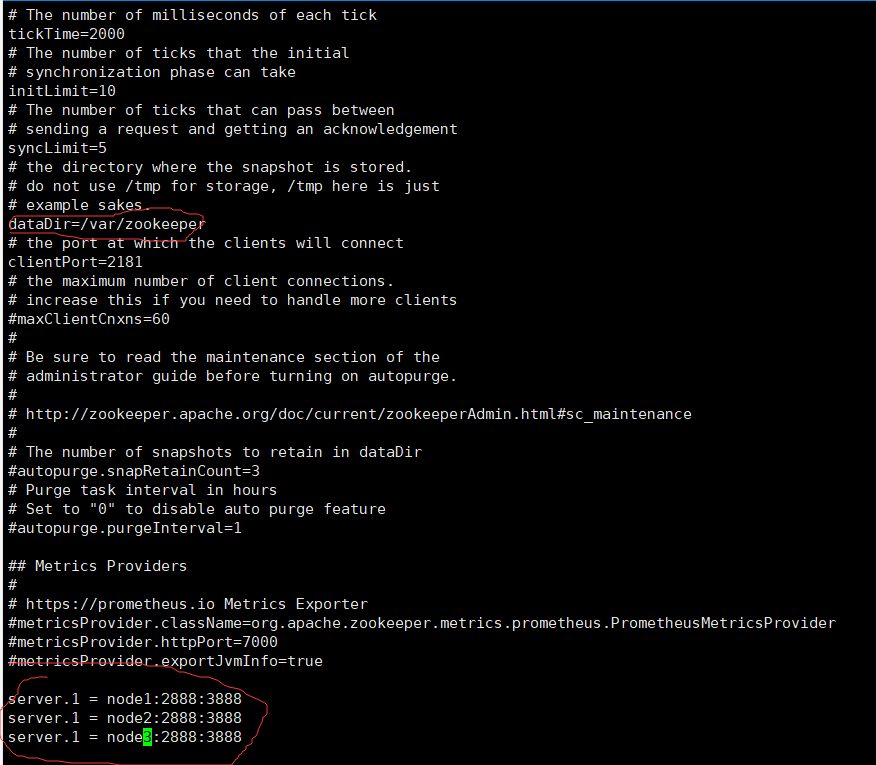 # The number of milliseconds of each tick
tickTime=2000
# The number of ticks that the initial
# synchronization phase can take
initLimit=10
# The number of ticks that can pass between
# sending a request and getting an acknowledgement
syncLimit=5
# the directory where the snapshot is stored.
# do not use /tmp for storage, /tmp here is just
# example sakes.
dataDir=/var/zookeeper
# the port at which the clients will connect
clientPort=2181
# the maximum number of client connections.
# increase this if you need to handle more clients
#maxClientCnxns=60
#
# Be sure to read the maintenance section of the
# administrator guide before turning on autopurge.
#
# http://zookeeper.apache.org/doc/current/zookeeperAdmin.html#sc_maintenance
#
# The number of snapshots to retain in dataDir
#autopurge.snapRetainCount=3
# Purge task interval in hours
# Set to "0" to disable auto purge feature
#autopurge.purgeInterval=1

## Metrics Providers
#
# https://prometheus.io Metrics Exporter
#metricsProvider.className=org.apache.zookeeper.metrics.prometheus.PrometheusMetricsProvider
#metricsProvider.httpPort=7000
#metricsProvider.exportJvmInfo=true

server.1 = node1:2888:3888
server.1 = node2:2888:3888
server.1 = node3:2888:3888